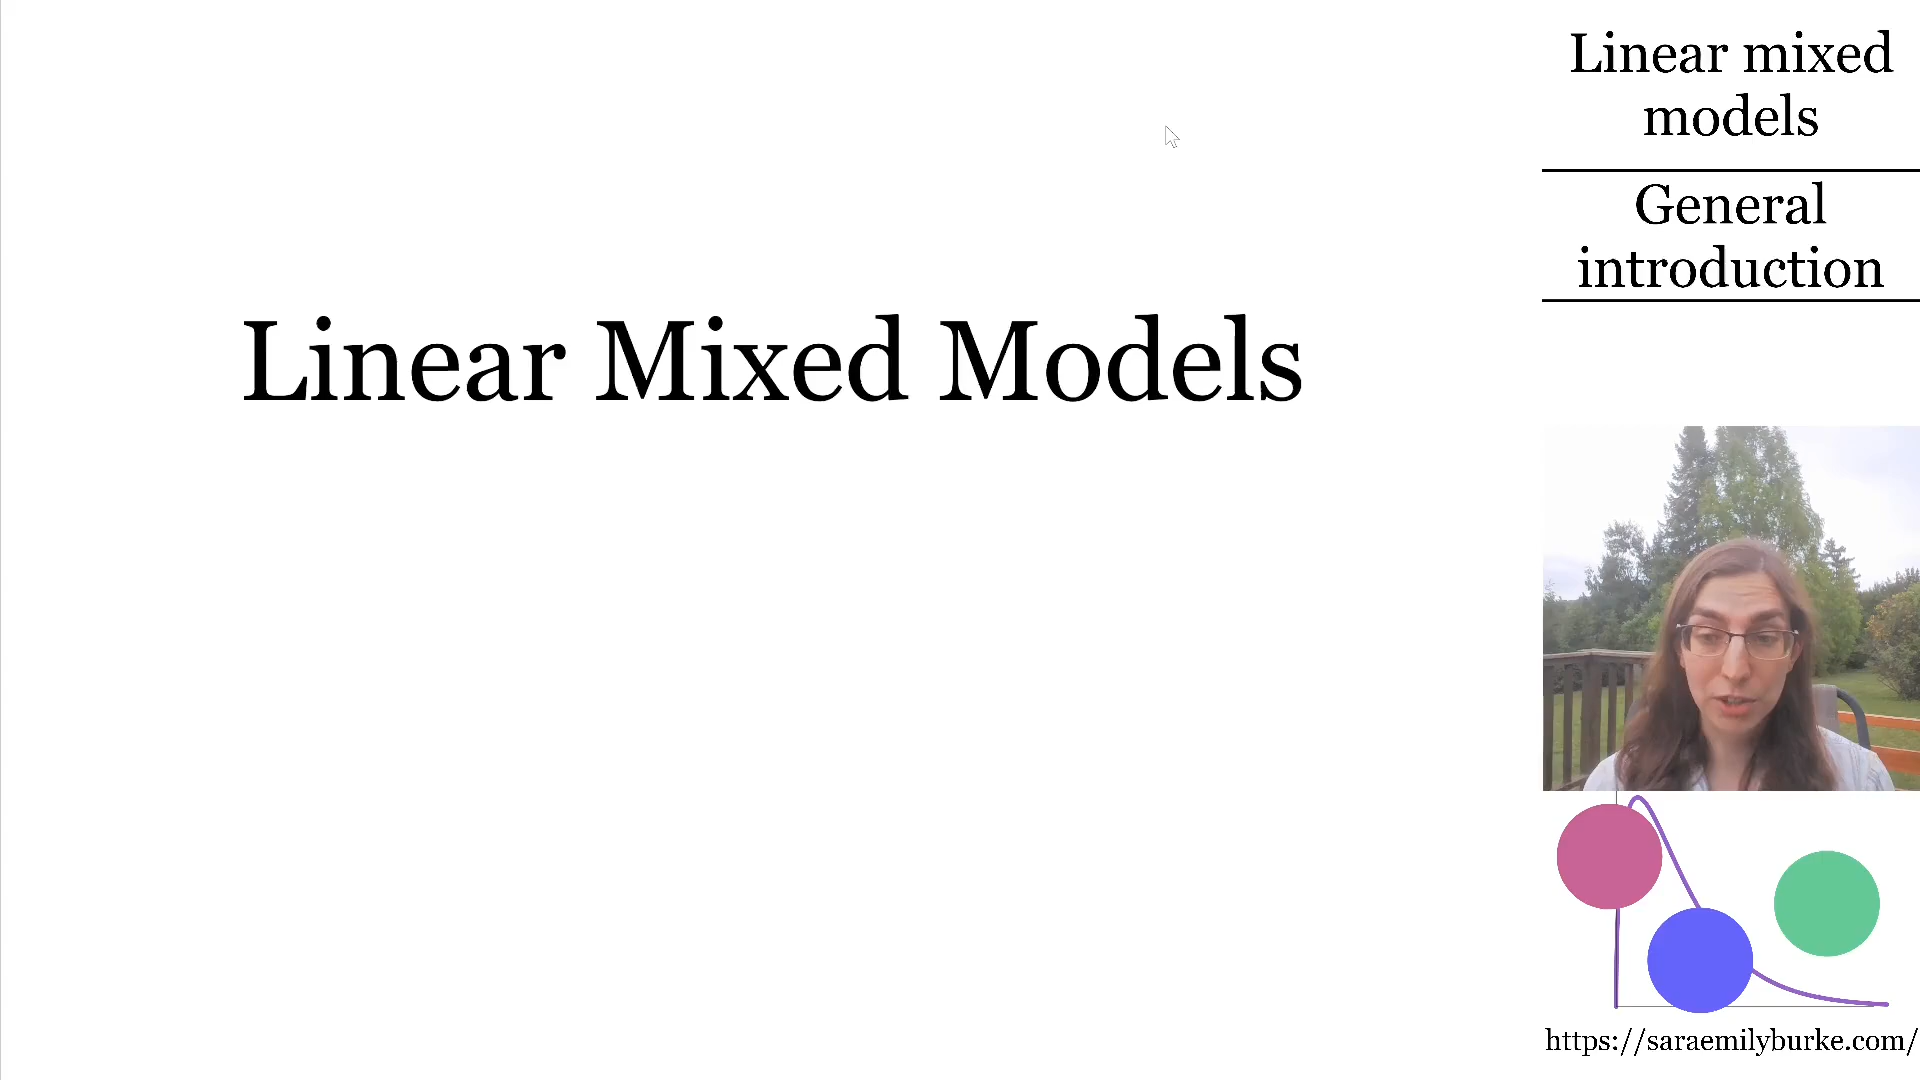 Linear Mixed Models
Linear mixed
models
General
introduction
https://saraemilyburke.com/